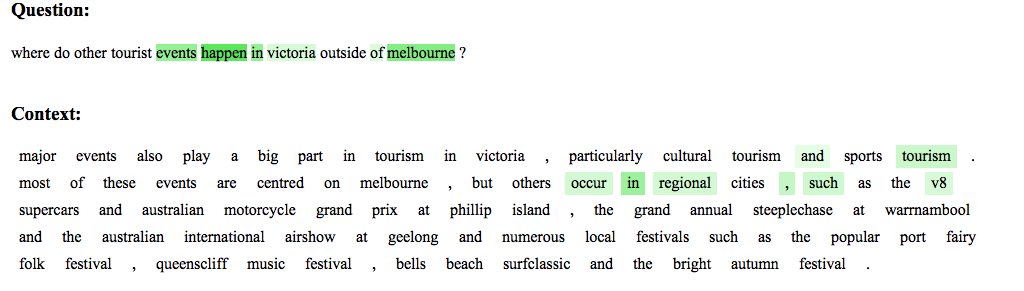 Question:
where do other tourist events happen in victoria outside of melbourne ?
Context:
major events also play a big part in tourism in victoria , particularly cultural tourism and sports tourism .
most of these events are centred on melbourne , but others occur in regional cities , such as the v8
supercars and australian motorcycle grand prix at phillip island , the grand annual steeplechase at warrnambool
and the australian international airshow at geelong and numerous local festivals such as the popular port fairy
folk festival , queenscliff music festival , bells beach surfclassic and the bright autumn festival .